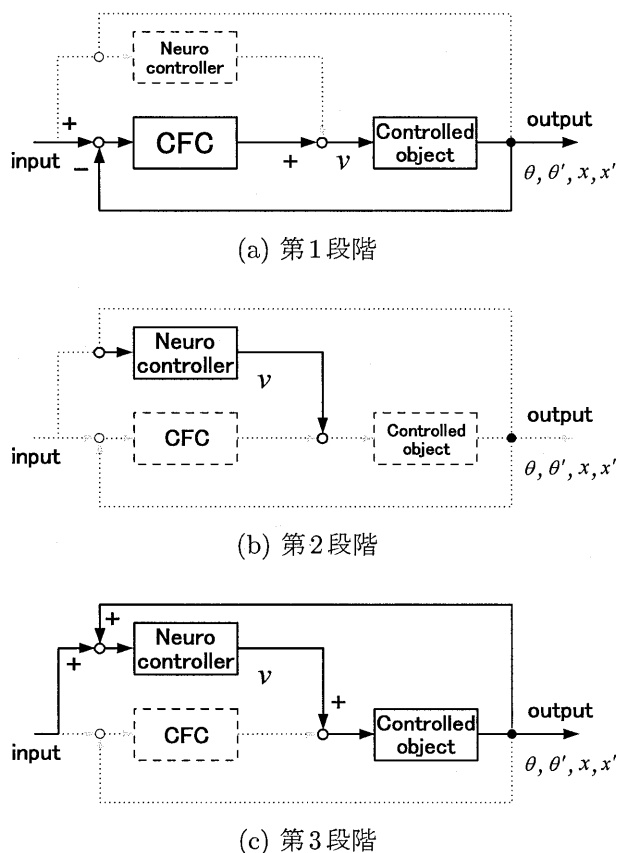 Neuro
controller
+
input
−
CFC
+
v
Controlled
object
output
θ, θ′, x, x′
(a) 第1段階
Neuro
controller
v
input
CFC
Controlled
object
output
θ, θ′, x, x′
(b) 第2段階
+
+
Neuro
controller
v
+
input
CFC
Controlled
object
output
θ, θ′, x, x′
(c) 第3段階